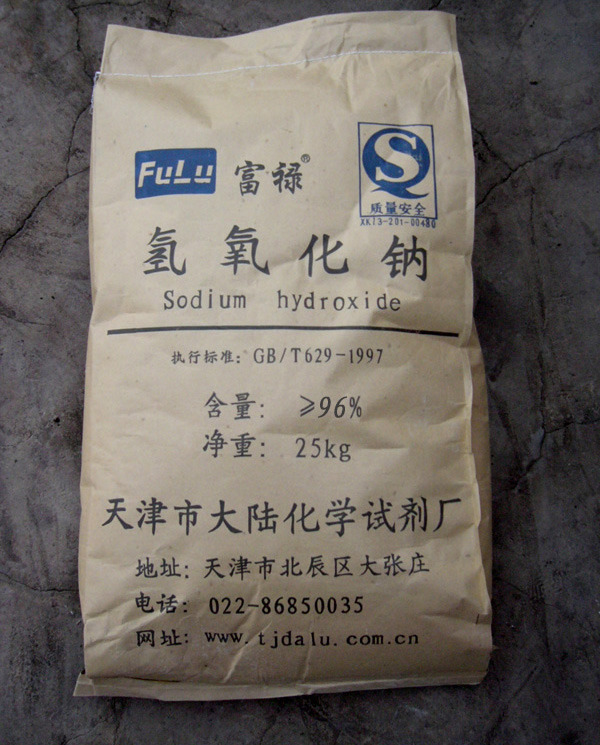 FuLu 富禄®
质量安全
XK13-201-00480
氢氧化钠
Sodium hydroxide
执行标准: GB/T629-1997
含量: ≥96%
净重: 25kg
天津市大陆化学试剂厂
地址: 天津市北辰区大张庄
电话: 022-86850035
网址: www.tjdalu.com.cn